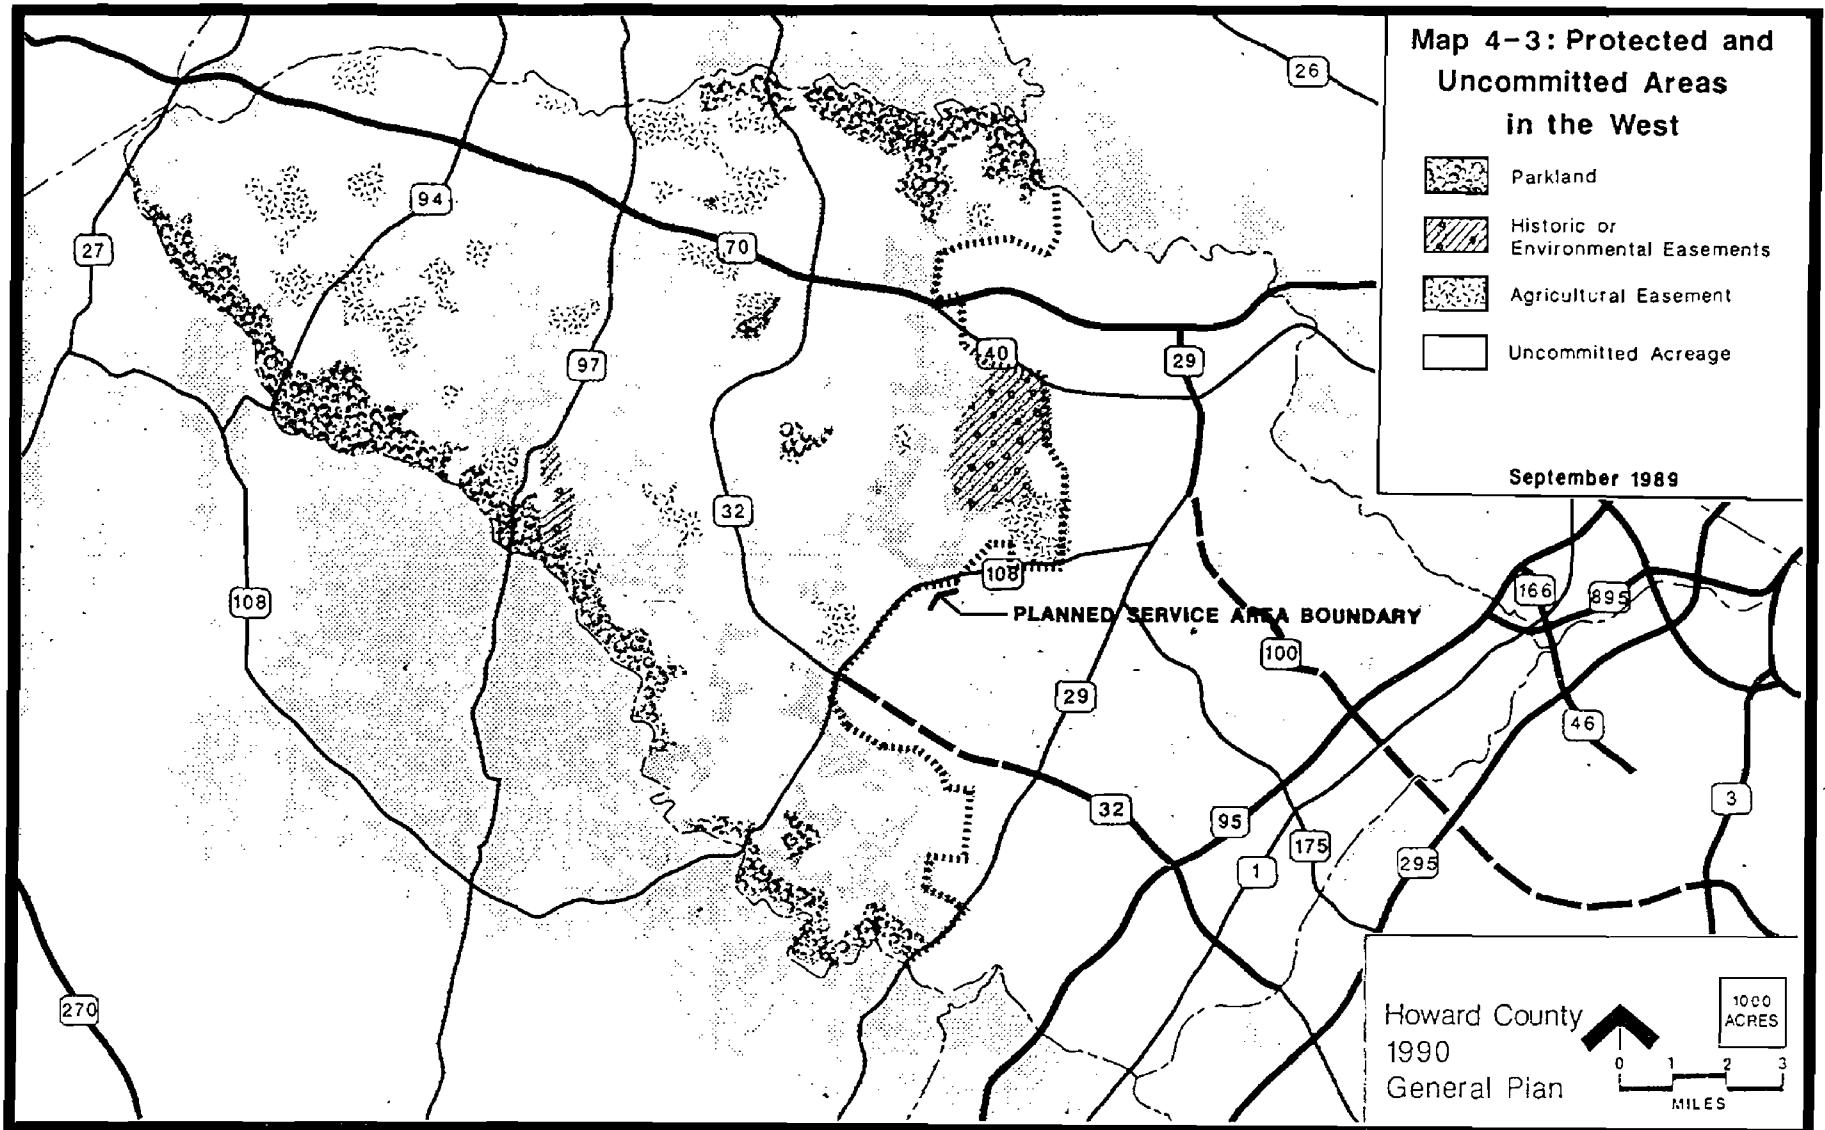 Map 4-3: Protected and
Uncommitted Areas
in the West
Parkland
Historic or
Environmental Easements
Agricultural Easement
Uncommitted Acreage
September 1989
26
94
27
70
97
40
29
32
108
108
PLANNED SERVICE AREA BOUNDARY
166
895
100
29
46
32
95
175
1
295
3
270
Howard County
1990
General Plan
1000
ACRES
0 1 2 3
MILES